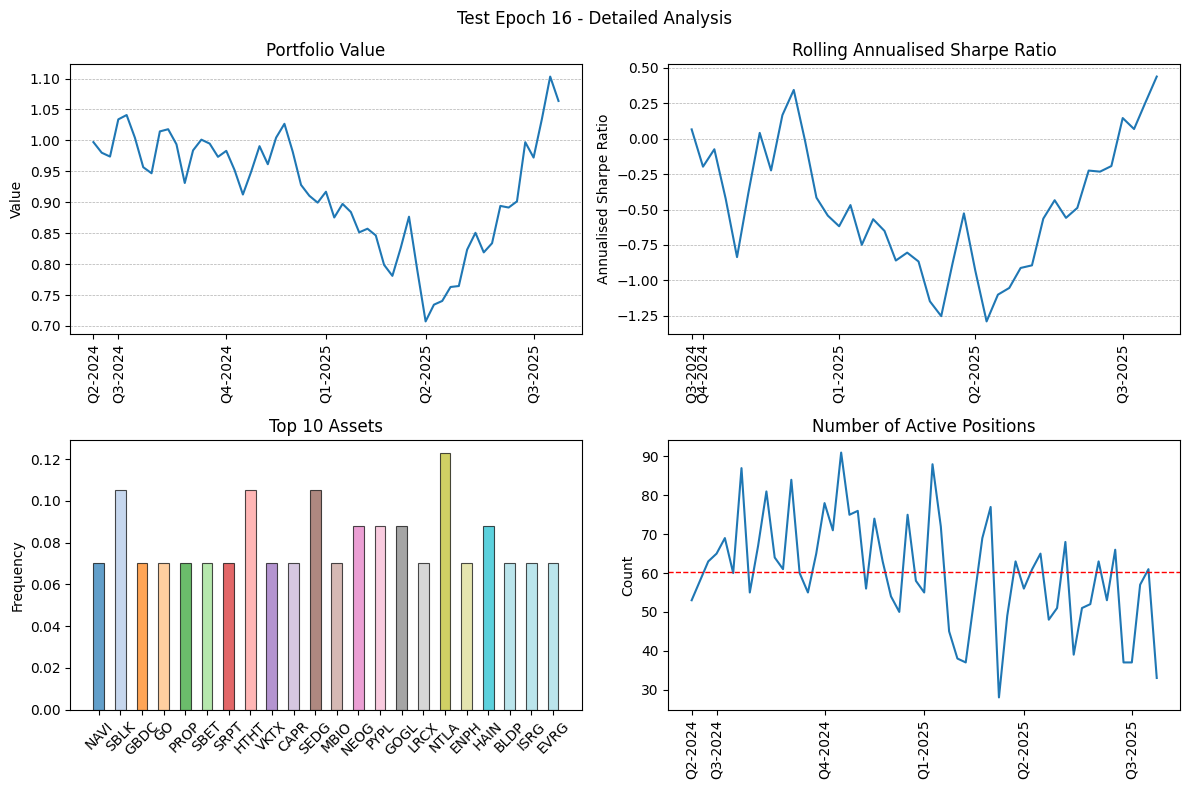 Test Epoch 16 - Detailed Analysis
Portfolio Value
Value
1.10
1.05
1.00
0.95
0.90
0.85
0.80
0.75
0.70
Q2-2024
Q3-2024
Q4-2024
Q1-2025
Q2-2025
Q3-2025
Rolling Annualised Sharpe Ratio
Annualised Sharpe Ratio
0.50
0.25
0.00
−0.25
−0.50
−0.75
−1.00
−1.25
Q3-2024
Q4-2024
Q1-2025
Q2-2025
Q3-2025
Top 10 Assets
Frequency
0.12
0.10
0.08
0.06
0.04
0.02
0.00
NAVI
SBLK
GBDC
GO
PROP
SBET
SRPT
HTHT
VKTX
CAPR
SEDG
MBIO
NEOG
PYPL
GOGL
LRCX
NTLA
ENPH
HAIN
BLDP
ISRG
EVRG
Number of Active Positions
Count
90
80
70
60
50
40
30
Q2-2024
Q3-2024
Q4-2024
Q1-2025
Q2-2025
Q3-2025